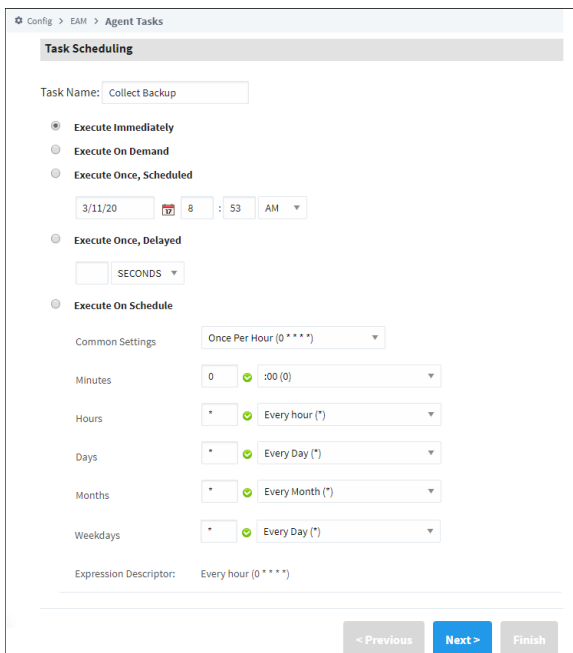 Config > EAM > Agent Tasks
Task Scheduling
Task Name: Collect Backup
Execute Immediately
Execute On Demand
Execute Once, Scheduled
3/11/20 17 8 : 53 AM
Execute Once, Delayed
SECONDS
Execute On Schedule
Common Settings Once Per Hour (0 * * * *)
Minutes 0 :00 (0)
Hours * Every hour (*)
Days * Every Day (*)
Months * Every Month (*)
Weekdays * Every Day (*)
Expression Descriptor: Every hour (0 * * * *)
< Previous Next > Finish